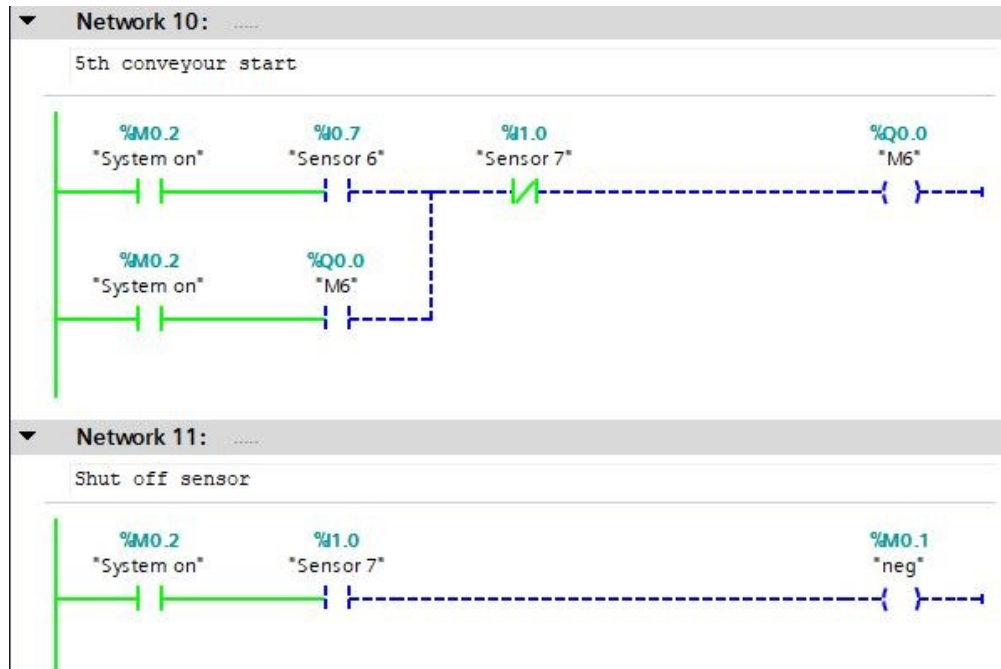 Network 10: .....
5th conveyour start
%M0.2 %I0.7 %I1.0 %Q0.0
"System on" "Sensor 6" "Sensor 7" "M6"
%M0.2 %Q0.0
"System on" "M6"
Network 11: .....
Shut off sensor
%M0.2 %I1.0 %M0.1
"System on" "Sensor 7" "neg"